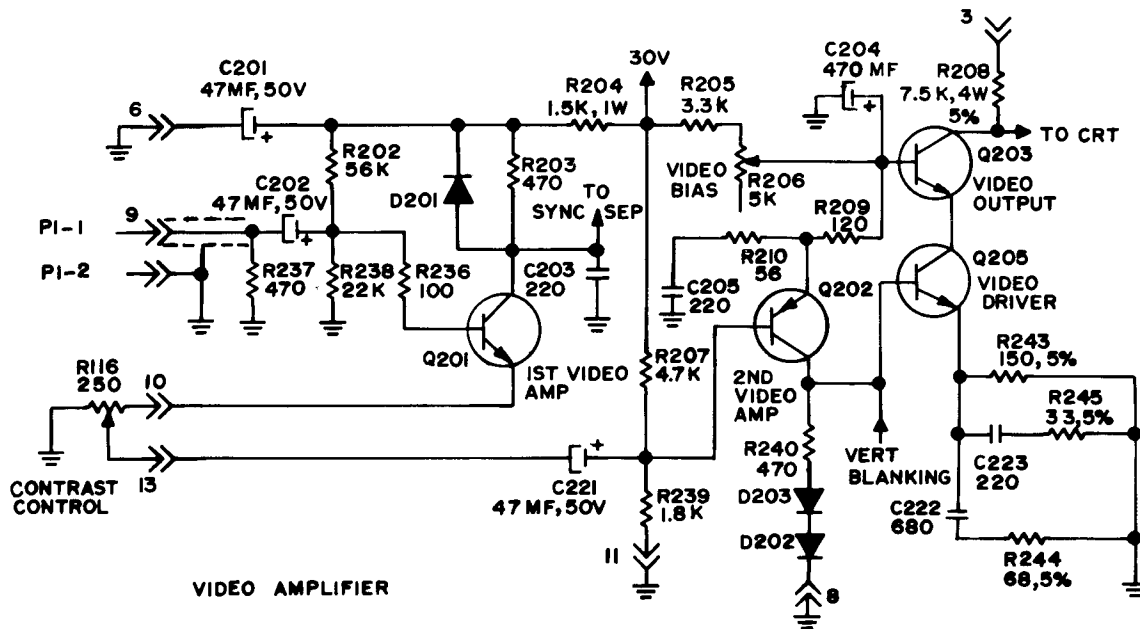 3
C204
470 MF
30V
R208
7.5K, 4W
5%
C201
47MF, 50V
R204
1.5K, 1W
R205
3.3K
6
TO CRT
Q203
VIDEO
OUTPUT
R202
56K
R203
470
D201
TO
SYNC SEP
VIDEO
BIAS
R206
5K
C202
47MF, 50V
P1-1
9
P1-2
R209
120
R210
56
Q205
VIDEO
DRIVER
R237
470
R238
22K
R236
100
C203
220
C205
220
Q202
Q201
1ST VIDEO
AMP
R207
4.7K
2ND
VIDEO
AMP
R243
150, 5%
R116
250
10
R245
33,5%
13
CONTRAST
CONTROL
C221
47MF, 50V
R240
470
VERT
BLANKING
C223
220
R239
1.8K
D203
C222
680
D202
11
R244
68,5%
8
VIDEO AMPLIFIER